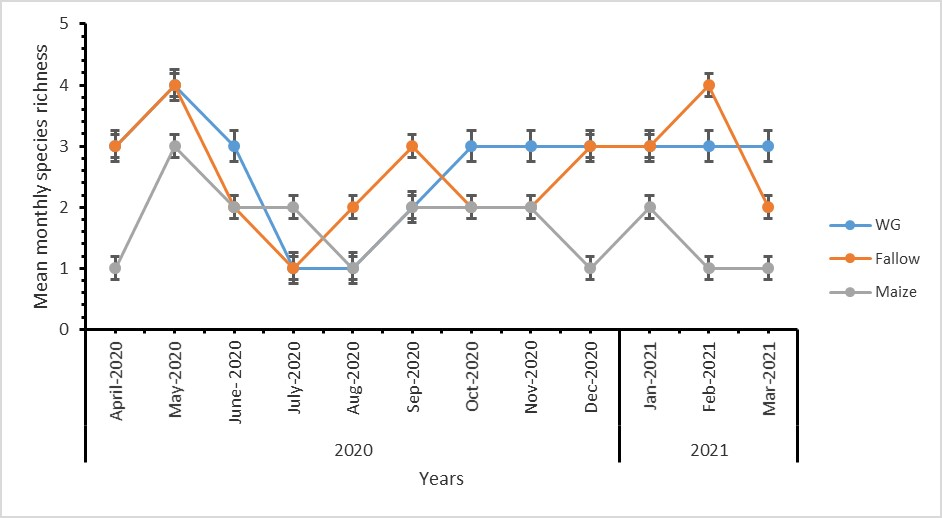 Mean monthly species richness
5
4
3
2
1
0
April-2020
May-2020
June- 2020
July-2020
Aug-2020
Sep-2020
Oct-2020
Nov-2020
Dec-2020
Jan-2021
Feb-2021
Mar-2021
2020
2021
Years
WG
Fallow
Maize